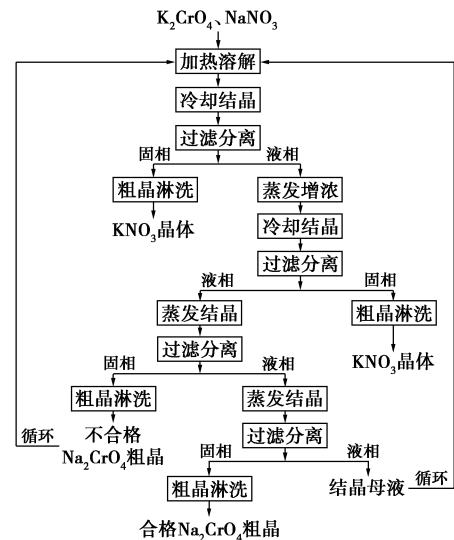 K₂CrO₄、NaNO₃
加热溶解
冷却结晶
过滤分离
固相 液相
粗晶淋洗 蒸发增浓
KNO₃晶体 冷却结晶
过滤分离
液相 固相
蒸发结晶 粗晶淋洗
过滤分离 KNO₃晶体
固相 液相
粗晶淋洗 蒸发结晶
循环 不合格 过滤分离
Na₂CrO₄粗晶 固相 液相
粗晶淋洗 结晶母液 循环
合格Na₂CrO₄粗晶